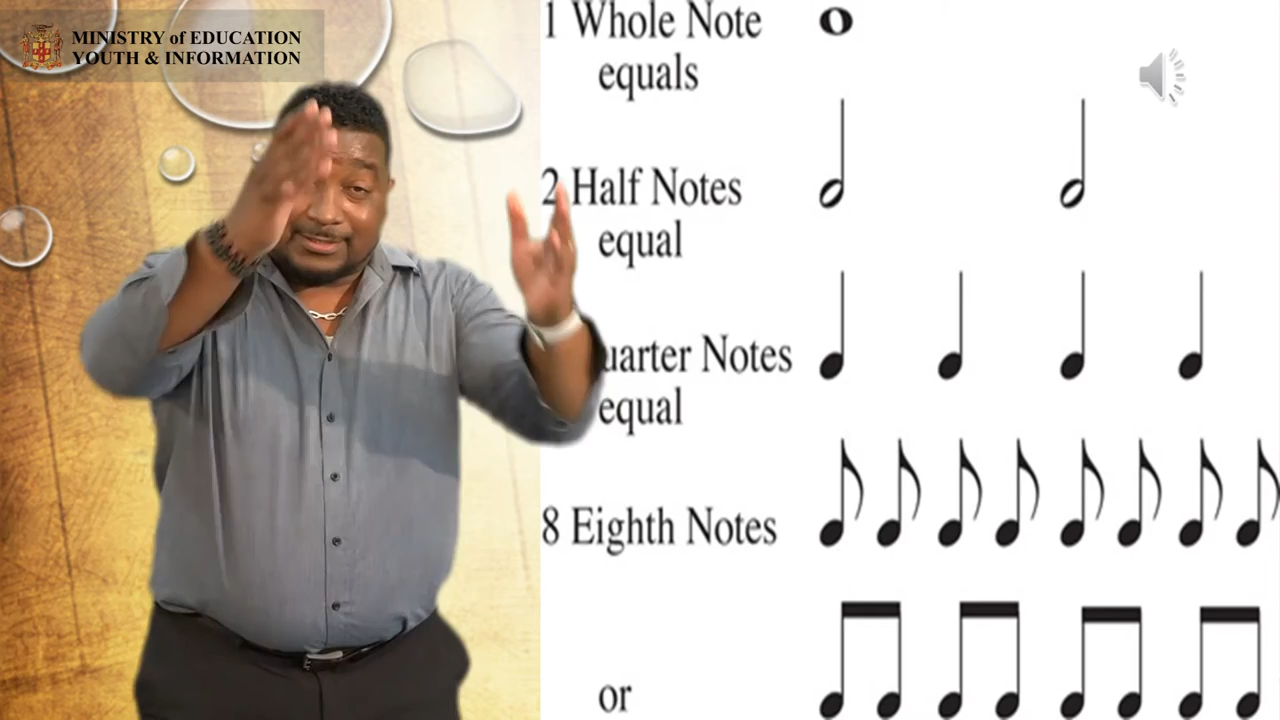 MINISTRY of EDUCATION
YOUTH & INFORMATION
1 Whole Note
equals
2 Half Notes
equal
Notes
equal
8 Eighth Notes
or